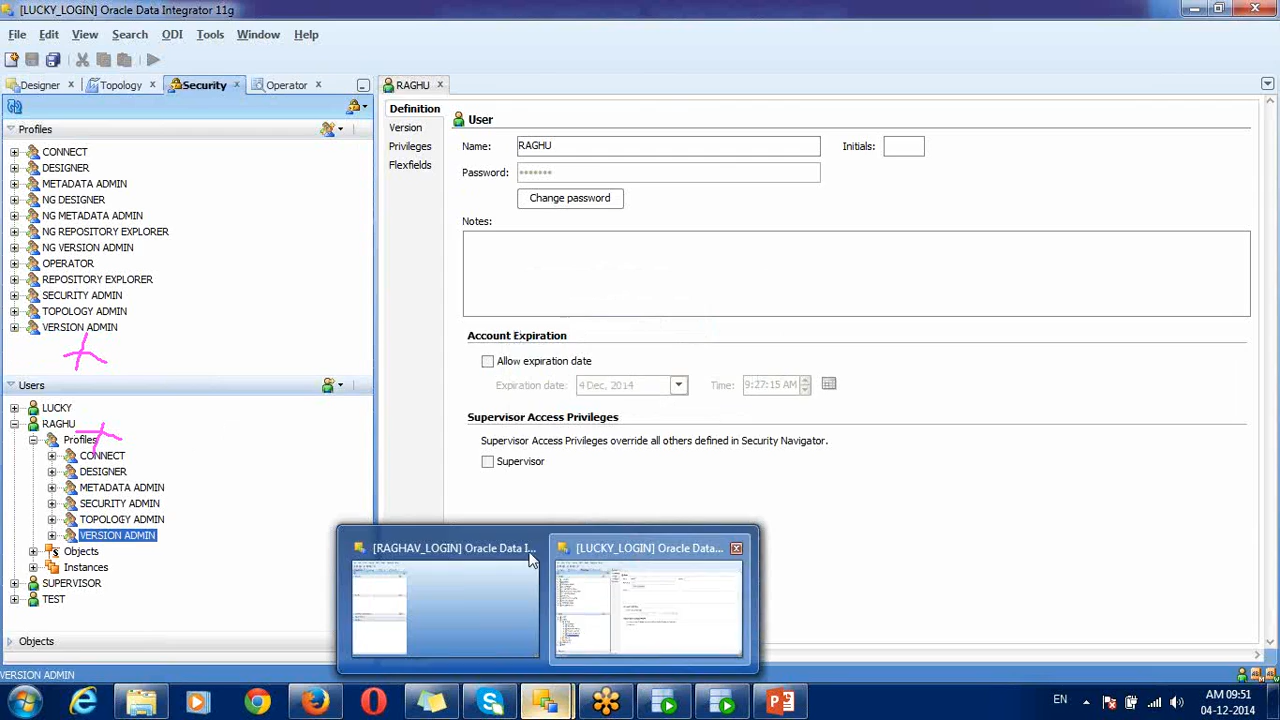 [LUCKY_LOGIN] Oracle Data Integrator 11g
File Edit View Search ODI Tools Window Help
Designer Topology Security Operator RAGHU
Profiles
CONNECT
DESIGNER
METADATA ADMIN
NG DESIGNER
NG METADATA ADMIN
NG REPOSITORY EXPLORER
NG VERSION ADMIN
OPERATOR
REPOSITORY EXPLORER
SECURITY ADMIN
TOPOLOGY ADMIN
VERSION ADMIN
Users
LUCKY
RAGHU
Profiles
CONNECT
DESIGNER
METADATA ADMIN
SECURITY ADMIN
TOPOLOGY ADMIN
VERSION ADMIN
Objects
Instances
SUPERVISOR
TEST
Objects
VERSION ADMIN
Definition
Version
Privileges
Flexfields
User
Name: RAGHU Initials:
Password: •••••••
Change password
Notes:
Account Expiration
Allow expiration date
Expiration date: 4 Dec, 2014 Time: 9:27:15 AM
Supervisor Access Privileges
Supervisor Access Privileges override all others defined in Security Navigator.
Supervisor
[RAGHAV_LOGIN] Oracle Data I... [LUCKY_LOGIN] Oracle Data...
EN
AM 09:51
04-12-2014